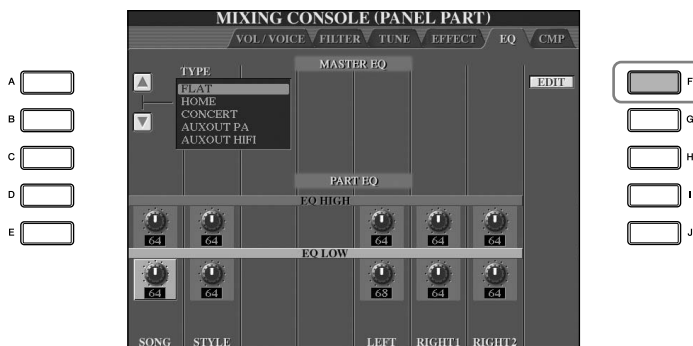 MIXING CONSOLE (PANEL PART)
VOL / VOICE FILTER TUNE EFFECT EQ CMP
TYPE
MASTER EQ
EDIT
FLAT
HOME
CONCERT
AUXOUT PA
AUXOUT HIFI
A
B
C
D
E
F
G
H
I
J
PART EQ
EQ HIGH
64 64 64 64 64
EQ LOW
64 64 68 64 64
SONG STYLE LEFT RIGHT1 RIGHT2